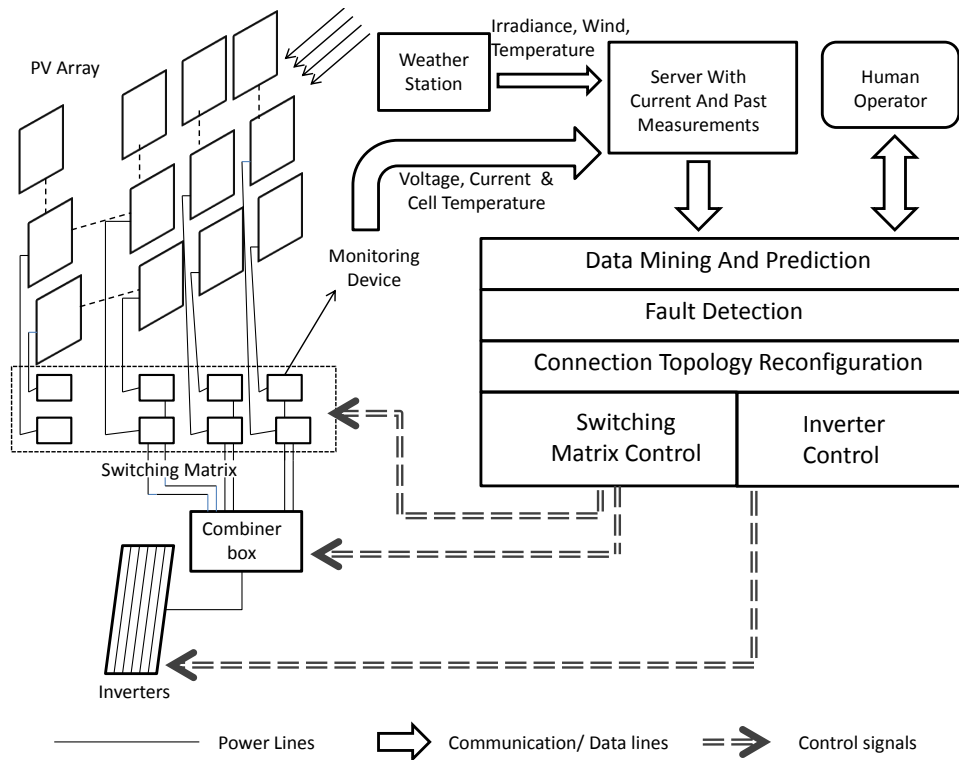 PV Array
Irradiance, Wind,
Temperature
Weather
Station
Server With
Current And Past
Measurements
Human
Operator
Voltage, Current  &
Cell Temperature
Monitoring
Device
Data Mining And Prediction
Fault Detection
Connection Topology Reconfiguration
Switching
Matrix Control
Inverter
Control
Switching Matrix
Combiner
box
Inverters
Power Lines
Communication/ Data lines
Control signals